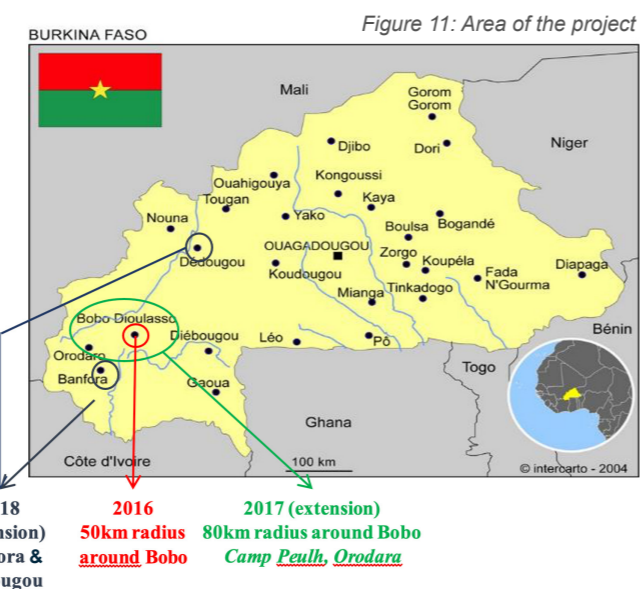 Figure 11: Area of the project
BURKINA FASO
Mali
Gorom
Gorom
Djibo
Dori
Niger
Ouahigouya
Kongoussi
Tougan
Kaya
Nouna
Yako
Boulsa
Bogandé
OUAGADOUGOU
Zorgo
Dédougou
Koudougou
Koupéla
Fada
N'Gourma
Diapaga
Mianga
Tinkadogo
Bobo Dioulasso
Diébougou
Léo
Pô
Bénin
Orodaro
Togo
Banfora
Gaoua
Ghana
Côte d'Ivoire
100 km
© intercarto - 2004
18
2016
2017 (extension)
50km radius
80km radius around Bobo
&
around Bobo
Camp Peulh, Orodara